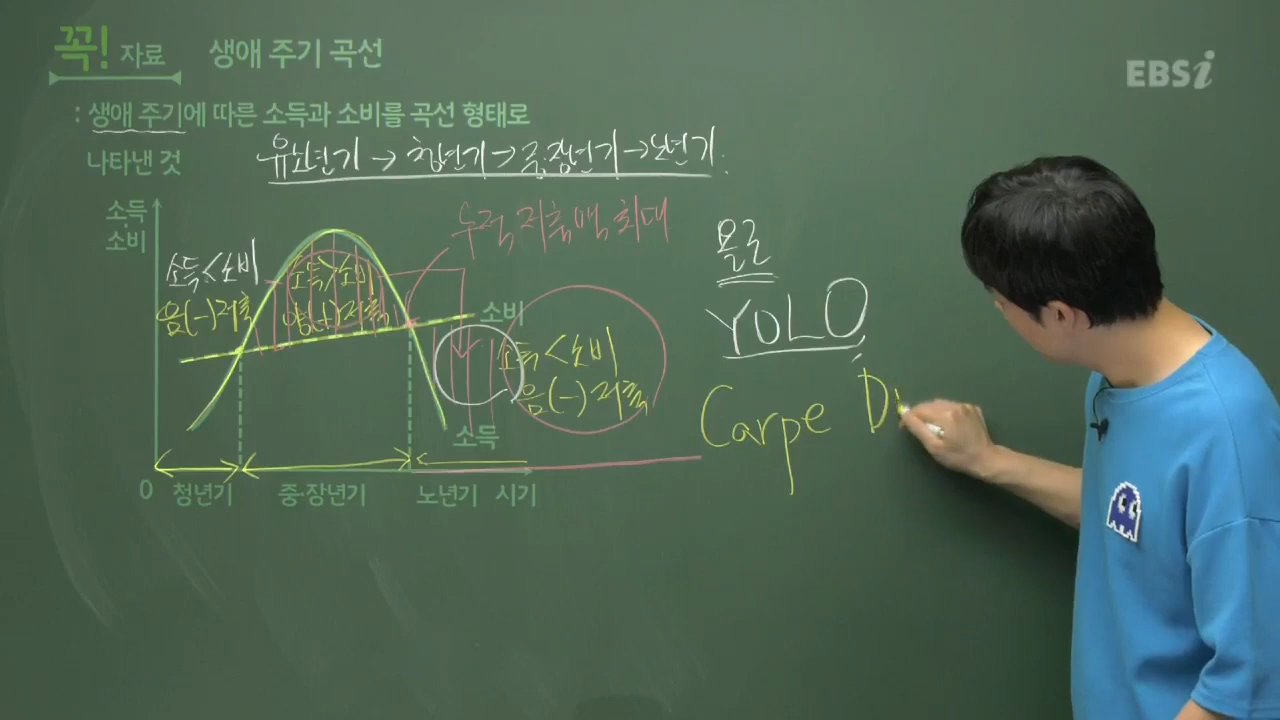 꼭! 자료 생애 주기 곡선
EBSi
: 생애 주기에 따른 소득과 소비를 곡선 형태로
나타낸 것
유소년기 → 청년기 → 중·장년기 → 노년기
소득·
소비
누적 저축액 최대
소득<소비
음(-)저축
소득>소비
양(+)저축
소비
소득<소비
음(-)저축
소득
0 청년기 중·장년기 노년기 시기
욜로
YOLO
Carpe Di